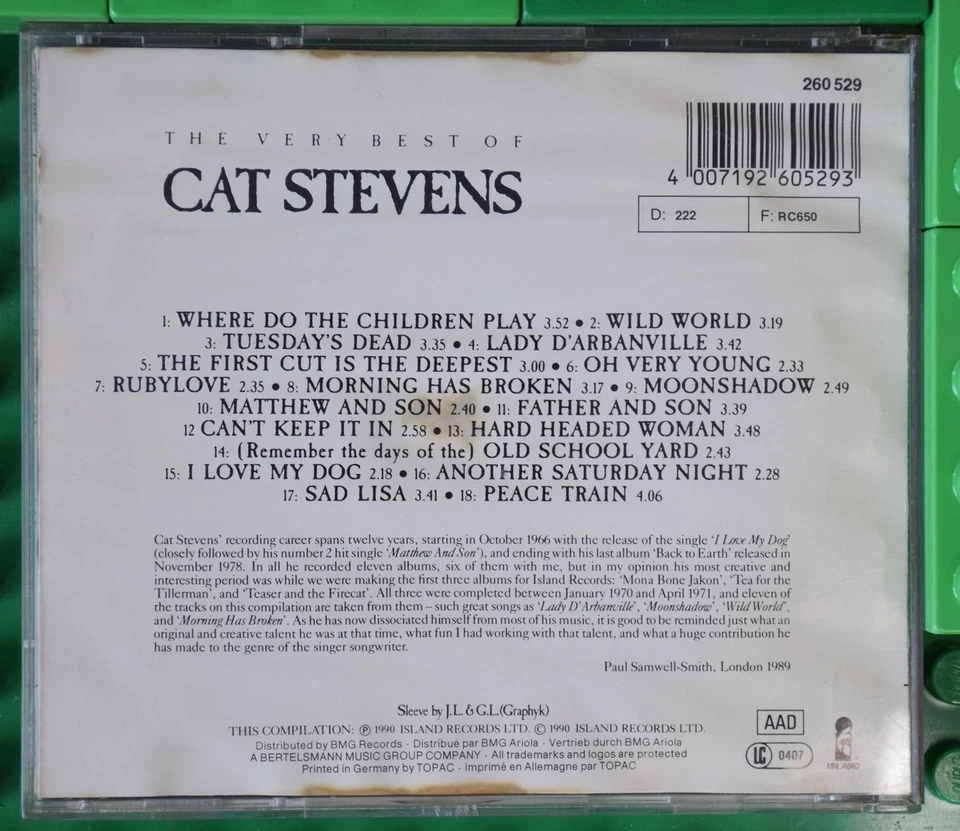 260 529
THE VERY BEST OF
CAT STEVENS
4 007192 605293
D: 222 F: RC650
1: WHERE DO THE CHILDREN PLAY 3.52 • 2: WILD WORLD 3.19
3: TUESDAY'S DEAD 3.35 • 4: LADY D'ARBANVILLE 3.42
5: THE FIRST CUT IS THE DEEPEST 3.00 • 6: OH VERY YOUNG 2.33
7: RUBYLOVE 2.35 • 8: MORNING HAS BROKEN 3.17 • 9: MOONSHADOW 2.49
10: MATTHEW AND SON 2.40 • 11: FATHER AND SON 3.39
12 CAN'T KEEP IT IN 2.58 • 13: HARD HEADED WOMAN 3.48
14: (Remember the days of the) OLD SCHOOL YARD 2.43
15: I LOVE MY DOG 2.18 • 16: ANOTHER SATURDAY NIGHT 2.28
17: SAD LISA 3.41 • 18: PEACE TRAIN 4.06
Cat Stevens' recording career spans twelve years, starting in October 1966 with the release of the single 'I Love My Dog'
(closely followed by his number 2 hit single 'Matthew And Son'), and ending with his last album 'Back to Earth' released in
November 1978. In all he recorded eleven albums, six of them with me, but in my opinion his most creative and
interesting period was while we were making the first three albums for Island Records: 'Mona Bone Jakon', 'Tea for the
Tillerman', and 'Teaser and the Firecat'. All three were completed between January 1970 and April 1971, and eleven of
the tracks on this compilation are taken from them – such great songs as 'Lady D'Arbanville', 'Moonshadow', 'Wild World',
and 'Morning Has Broken'. As he has now dissociated himself from most of his music, it is good to be reminded just what an
original and creative talent he was at that time, what fun I had working with that talent, and what a huge contribution he
has made to the genre of the singer songwriter.
Paul Samwell-Smith, London 1989
Sleeve by J.L. & G.L.(Graphyk)
THIS COMPILATION: ℗ 1990 ISLAND RECORDS LTD. © 1990 ISLAND RECORDS LTD.
Distributed by BMG Records · Distribué par BMG Ariola · Vertrieb durch BMG Ariola
A BERTELSMANN MUSIC GROUP COMPANY · All trademarks and logos are protected
Printed in Germany by TOPAC · Imprimé en Allemagne par TOPAC
AAD
LC 0407
ISLAND